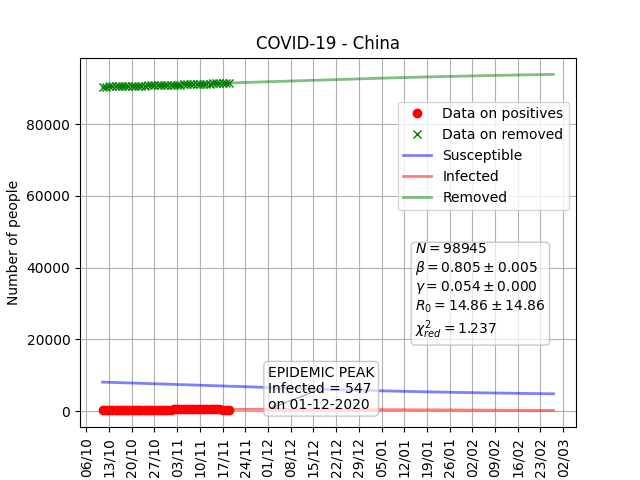 COVID-19 - China
Number of people
80000
60000
40000
20000
0
Data on positives
Data on removed
Susceptible
Infected
Removed
N = 98945
β = 0.805 ± 0.005
γ = 0.054 ± 0.000
R₀ = 14.86 ± 14.86
χ²red = 1.237
EPIDEMIC PEAK
Infected = 547
on 01-12-2020
06/10
13/10
20/10
27/10
03/11
10/11
17/11
24/11
01/12
08/12
15/12
22/12
29/12
05/01
12/01
19/01
26/01
02/02
09/02
16/02
23/02
02/03